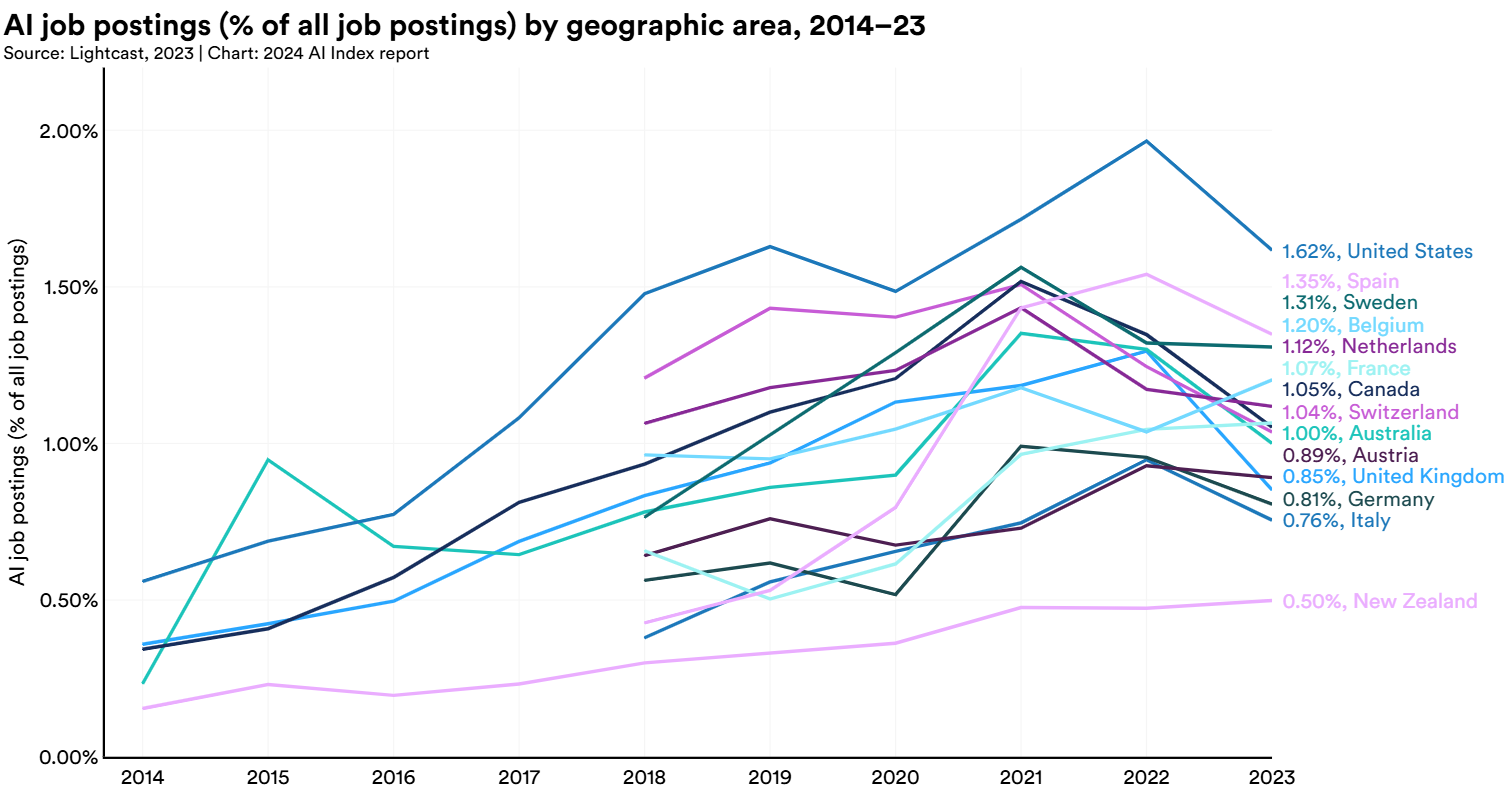 AI job postings (% of all job postings) by geographic area, 2014–23
Source: Lightcast, 2023 | Chart: 2024 AI Index report
AI job postings (% of all job postings)
2.00%
1.50%
1.00%
0.50%
0.00%
2014
2015
2016
2017
2018
2019
2020
2021
2022
2023
1.62%, United States
1.35%, Spain
1.31%, Sweden
1.20%, Belgium
1.12%, Netherlands
1.07%, France
1.05%, Canada
1.04%, Switzerland
1.00%, Australia
0.89%, Austria
0.85%, United Kingdom
0.81%, Germany
0.76%, Italy
0.50%, New Zealand